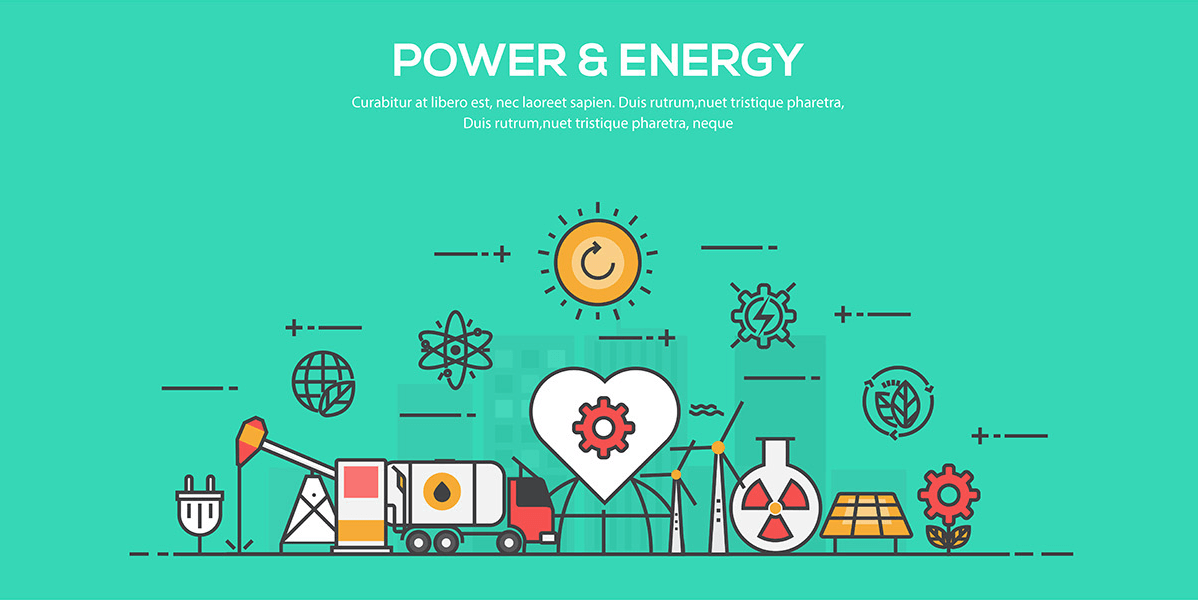 POWER & ENERGY
Curabitur at libero est, nec laoreet sapien. Duis rutrum,nuet tristique pharetra,
Duis rutrum,nuet tristique pharetra, neque